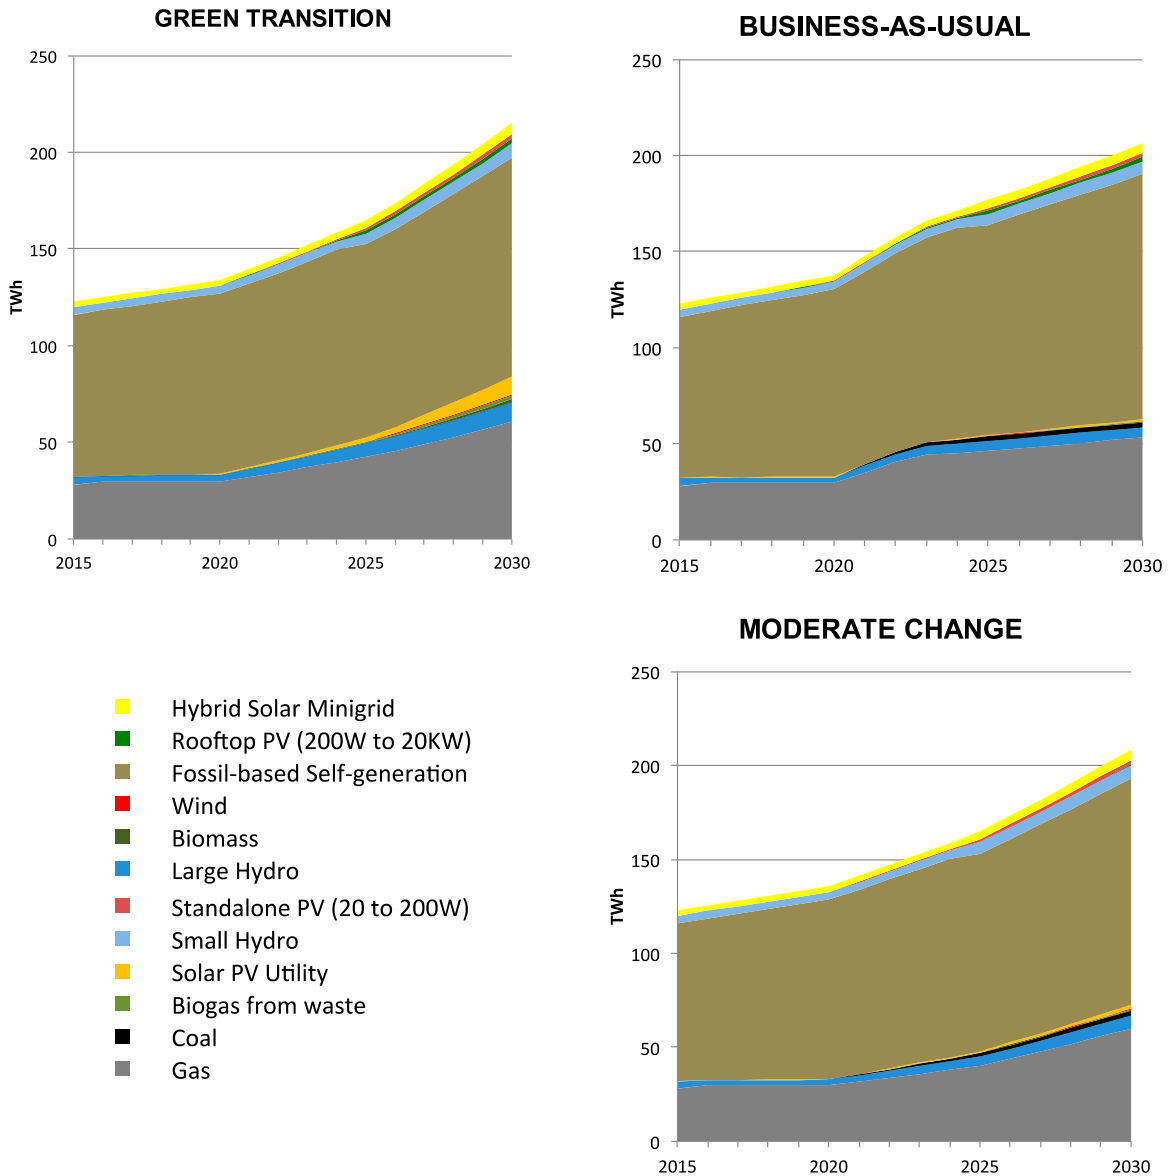 GREEN TRANSITION
250
200
150
100
50
0
TWh
2015 2020 2025 2030
BUSINESS-AS-USUAL
250
200
150
100
50
0
TWh
2015 2020 2025 2030
Hybrid Solar Minigrid
Rooftop PV (200W to 20KW)
Fossil-based Self-generation
Wind
Biomass
Large Hydro
Standalone PV (20 to 200W)
Small Hydro
Solar PV Utility
Biogas from waste
Coal
Gas
MODERATE CHANGE
250
200
150
100
50
0
TWh
2015 2020 2025 2030